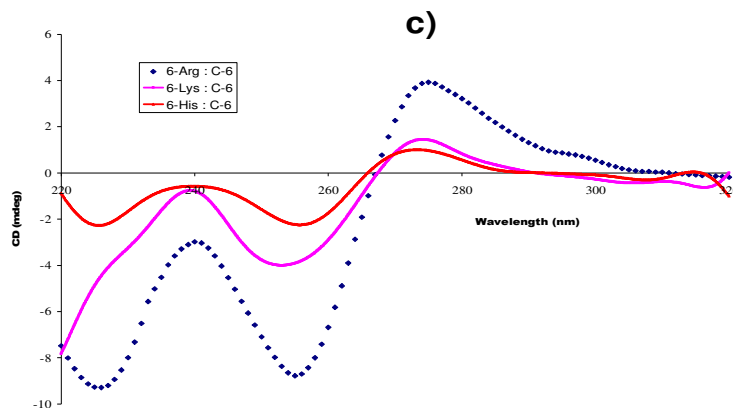 c)
6
6-Arg : C-6
6-Lys : C-6
6-His : C-6
4
2
0
220 240 260 280 300 32
Wavelength (nm)
CD (mdeg)
-2
-4
-6
-8
-10